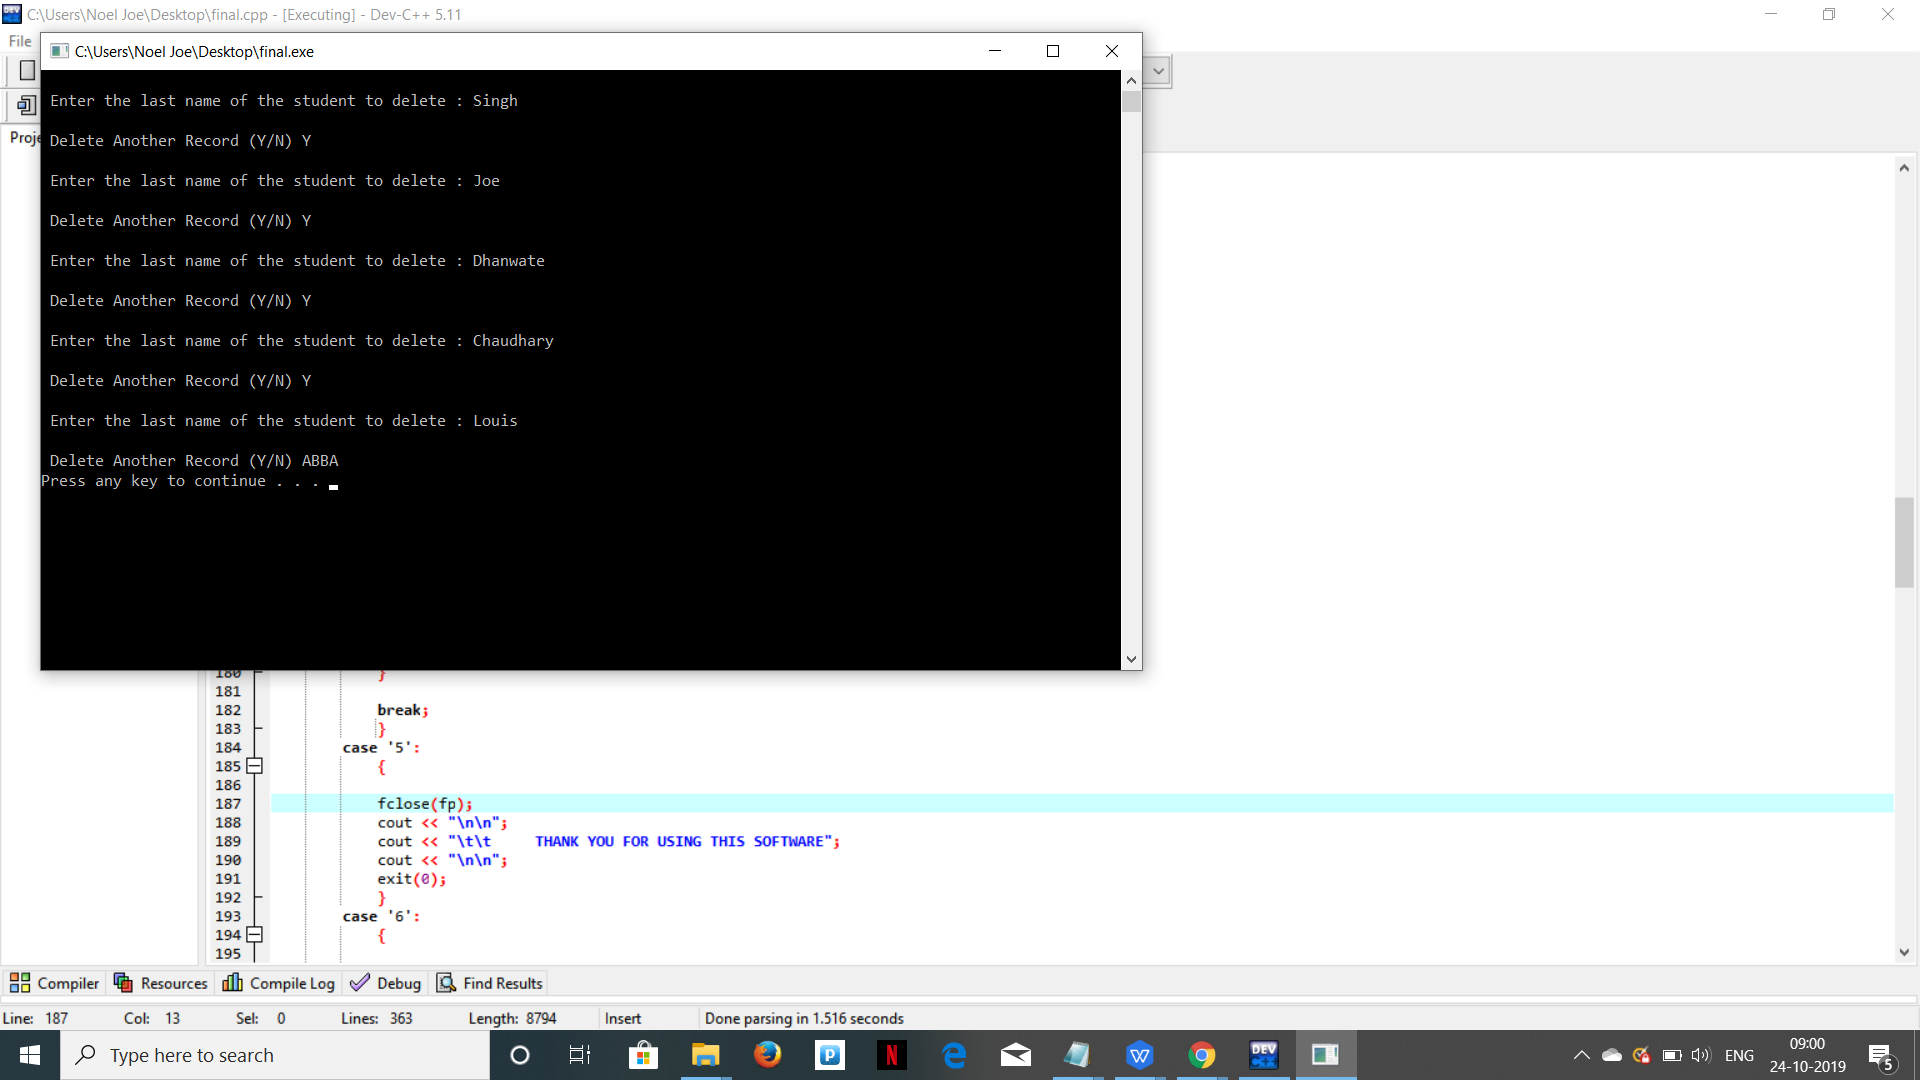 C:\Users\Noel Joe\Desktop\final.cpp - [Executing] - Dev-C++ 5.11
File
C:\Users\Noel Joe\Desktop\final.exe
Enter the last name of the student to delete : Singh
Proje
Delete Another Record (Y/N) Y
Enter the last name of the student to delete : Joe
Delete Another Record (Y/N) Y
Enter the last name of the student to delete : Dhanwate
Delete Another Record (Y/N) Y
Enter the last name of the student to delete : Chaudhary
Delete Another Record (Y/N) Y
Enter the last name of the student to delete : Louis
Delete Another Record (Y/N) ABBA
Press any key to continue . . .
180 }
181
182 break;
183 }
184 case '5':
185 {
186
187 fclose(fp);
188 cout << "\n\n";
189 cout << "\t\t     THANK YOU FOR USING THIS SOFTWARE";
190 cout << "\n\n";
191 exit(0);
192 }
193 case '6':
194 {
195
Compiler Resources Compile Log Debug Find Results
Line: 187 Col: 13 Sel: 0 Lines: 363 Length: 8794 Insert Done parsing in 1.516 seconds
Type here to search
DEV C++
ENG
09:00
24-10-2019
5